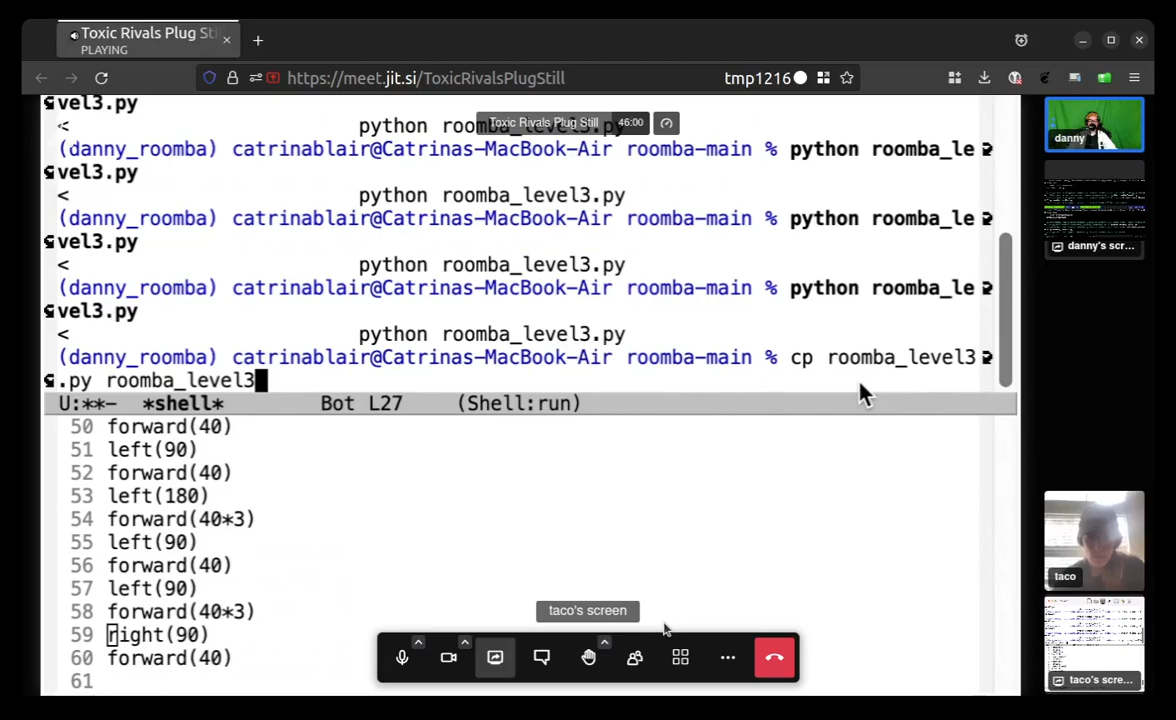 Toxic Rivals Plug Sti
PLAYING
https://meet.jit.si/ToxicRivalsPlugStill
tmp1216
vel3.py
< python roomba_level3.py
Toxic Rivals Plug Still 46:00
(danny_roomba) catrinablair@Catrinas-MacBook-Air roomba-main % python roomba_le
vel3.py
< python roomba_level3.py
(danny_roomba) catrinablair@Catrinas-MacBook-Air roomba-main % python roomba_le
vel3.py
< python roomba_level3.py
(danny_roomba) catrinablair@Catrinas-MacBook-Air roomba-main % python roomba_le
vel3.py
< python roomba_level3.py
(danny_roomba) catrinablair@Catrinas-MacBook-Air roomba-main % cp roomba_level3
.py roomba_level3
U:**- *shell* Bot L27 (Shell:run)
50 forward(40)
51 left(90)
52 forward(40)
53 left(180)
54 forward(40*3)
55 left(90)
56 forward(40)
57 left(90)
58 forward(40*3)
59 right(90)
60 forward(40)
61
taco's screen
danny
danny's scr...
taco
taco's scre...